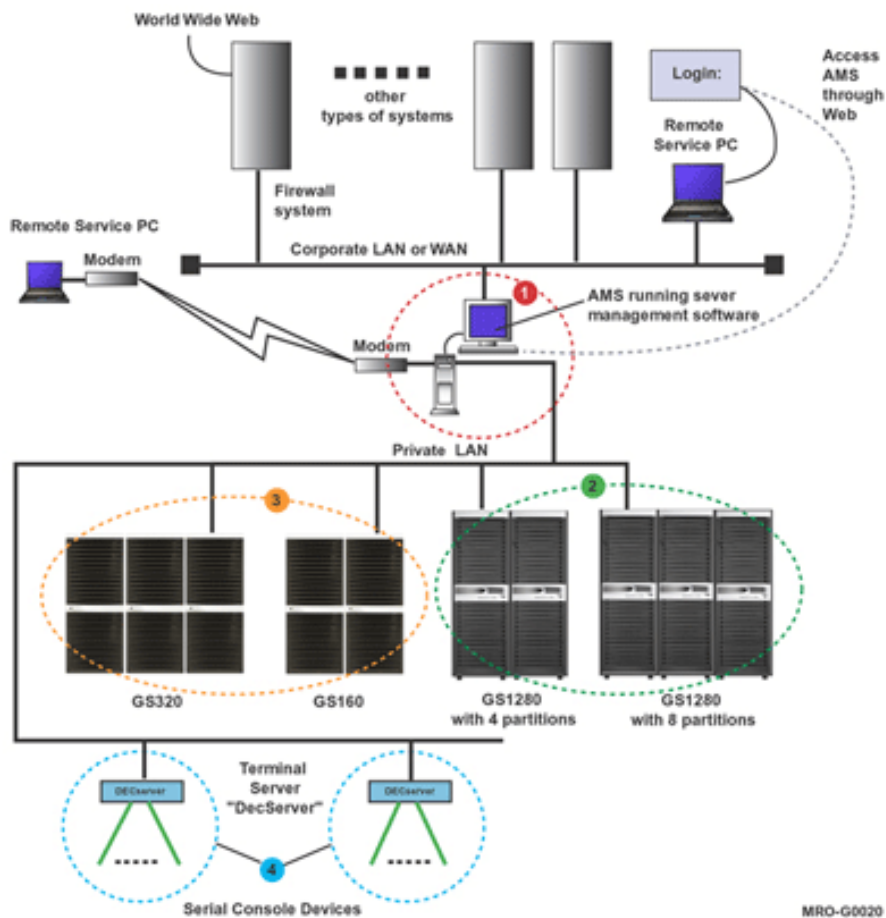 World Wide Web
other
types of systems
Login:
Access
AMS
through
Web
Remote
Service PC
Firewall
system
Remote Service PC
Modem
Corporate LAN or WAN
1
AMS running sever
management software
Modem
Private LAN
3
2
GS320
GS160
GS1280
with 4 partitions
GS1280
with 8 partitions
Terminal
Server
"DecServer"
DECserver
DECserver
4
Serial Console Devices
MRO-G0020